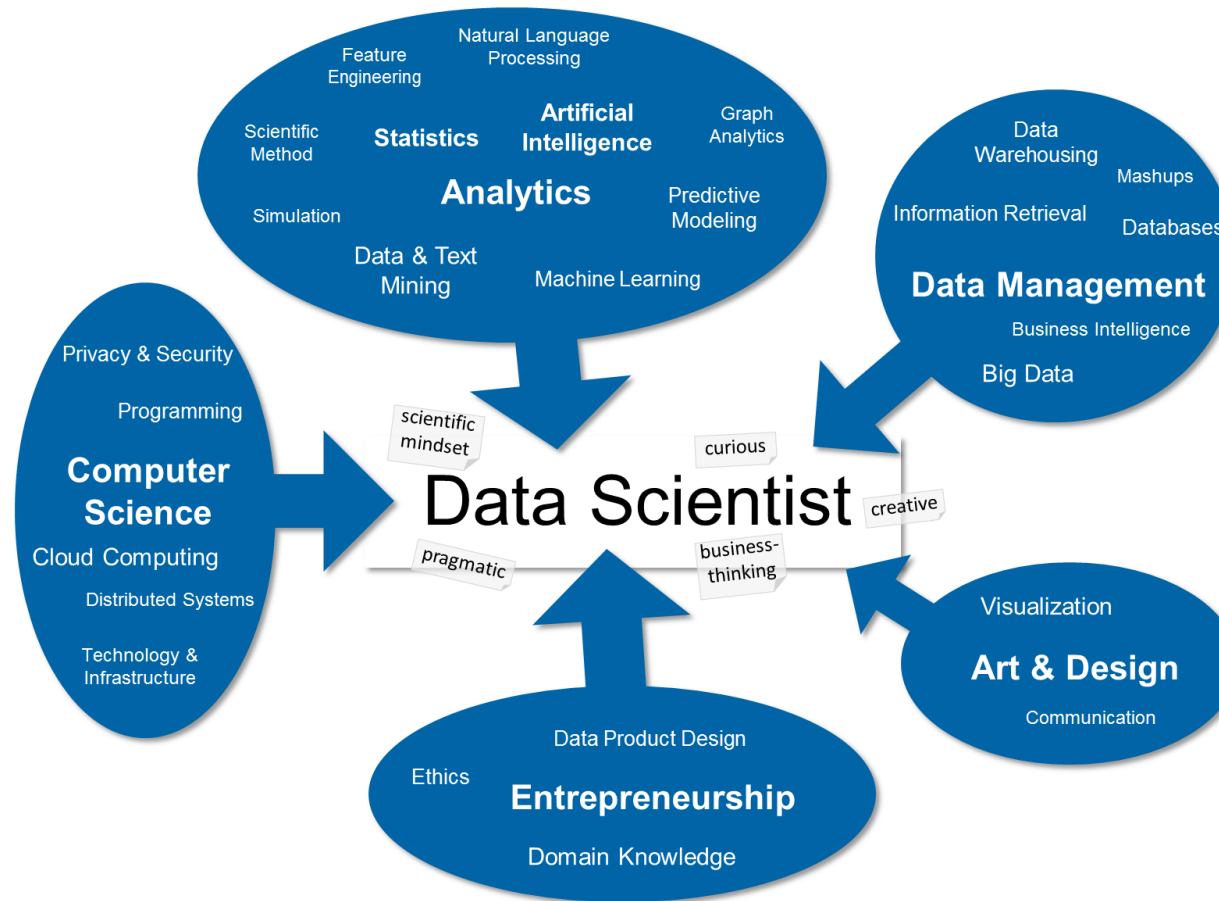 Natural Language
Processing
Feature
Engineering
Artificial
Intelligence
Graph
Analytics
Scientific
Method
Statistics
Analytics
Predictive
Modeling
Simulation
Data & Text
Mining
Machine Learning
Data
Warehousing
Mashups
Information Retrieval
Databases
Data Management
Business Intelligence
Big Data
Privacy & Security
Programming
Computer
Science
Cloud Computing
Distributed Systems
Technology &
Infrastructure
scientific
mindset
curious
Data Scientist
creative
pragmatic
business-
thinking
Visualization
Art & Design
Communication
Data Product Design
Ethics
Entrepreneurship
Domain Knowledge